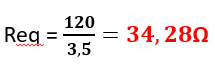 Req = 120/3,5 = 34,28Ω